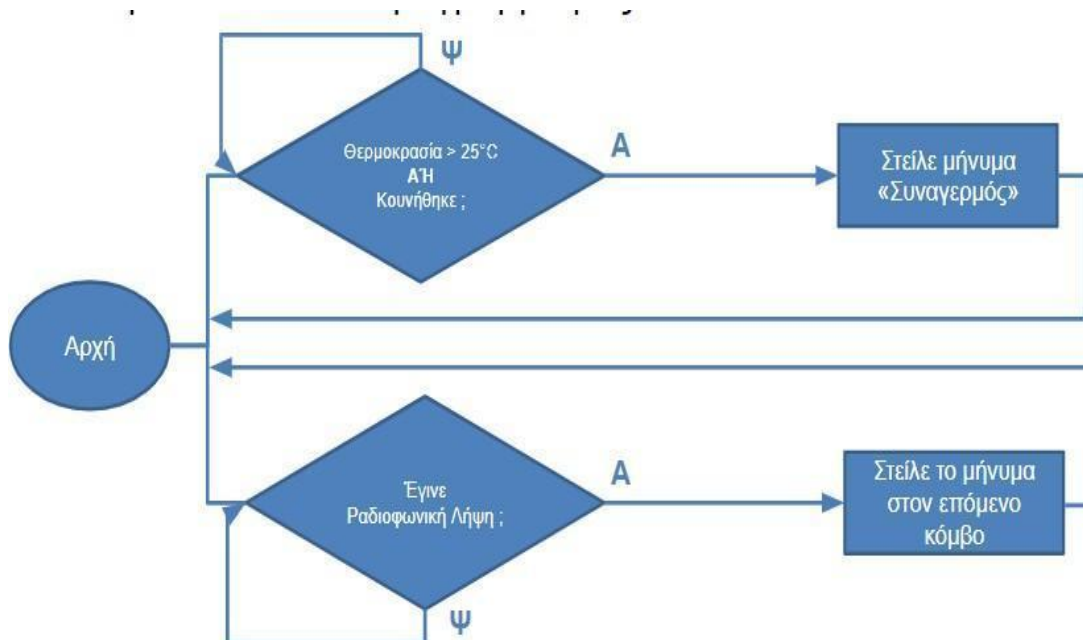 Ψ
Θερμοκρασία > 25°C
Α'Η
Κουνήθηκε ;
Α
Στείλε μήνυμα
«Συναγερμός»
Αρχή
Έγινε
Ραδιοφωνική Λήψη ;
Α
Στείλε το μήνυμα
στον επόμενο
κόμβο
Ψ